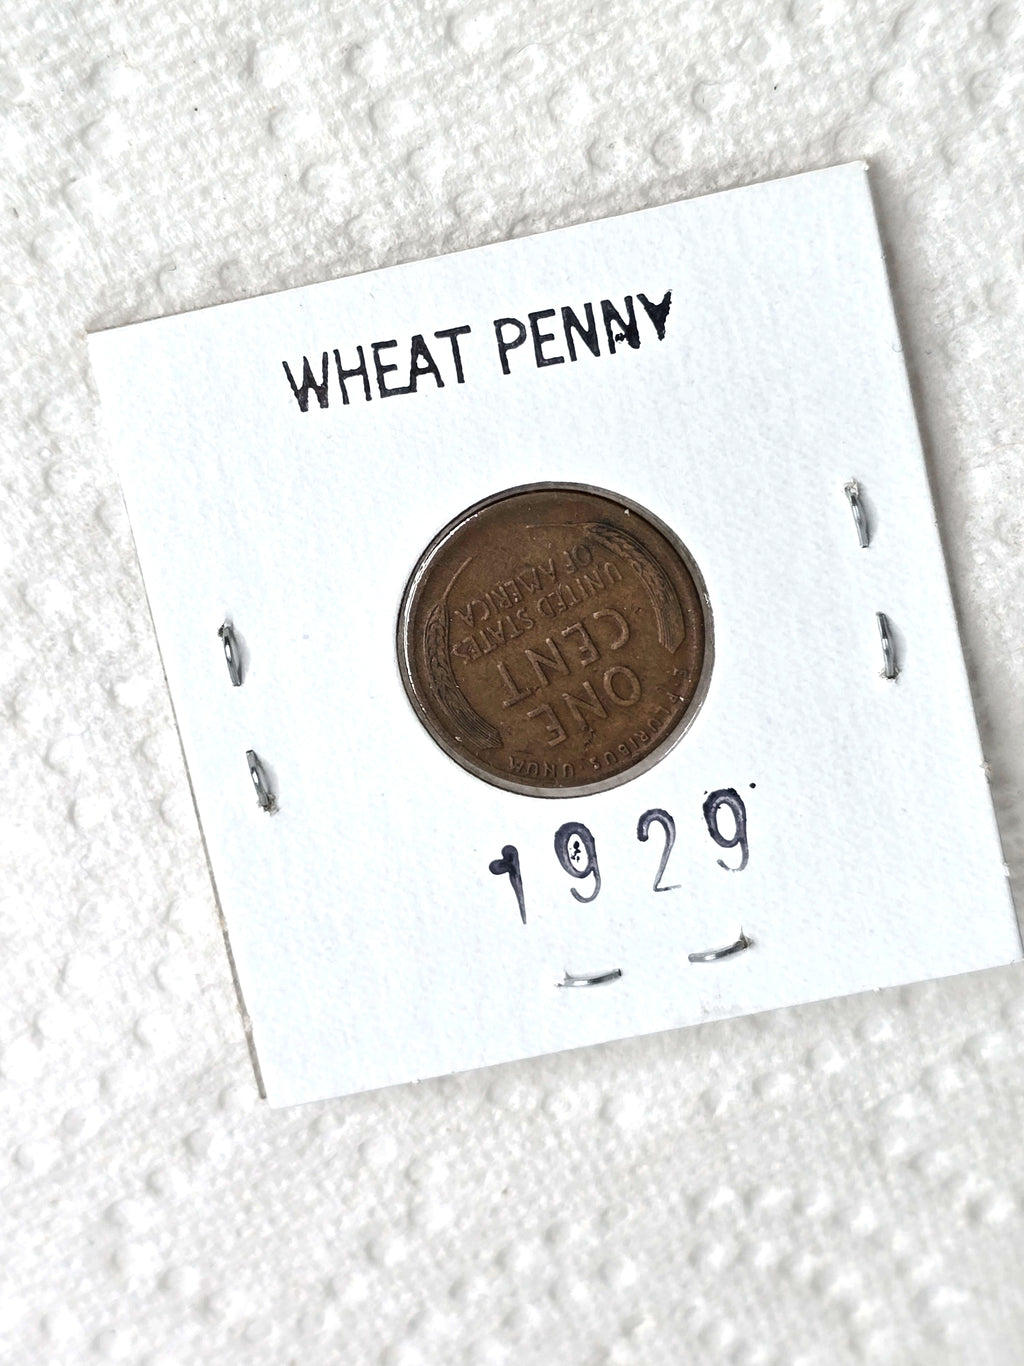 WHEAT PENNY
E PLURIBUS UNUM
ONE
CENT
UNITED STATES
OF AMERICA
1929